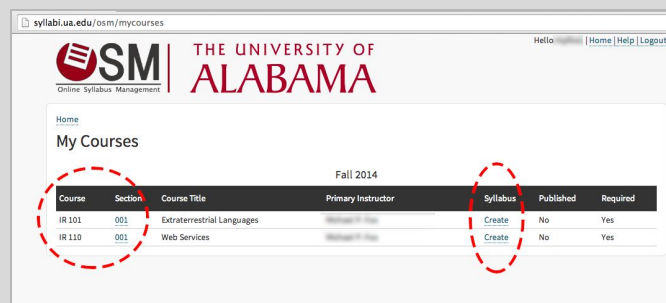 syllabi.ua.edu/osm/mycourses
Hello | Home | Help | Logout
OSM
Online Syllabus Management
THE UNIVERSITY OF
ALABAMA
Home
My Courses
Fall 2014
Course Section Course Title Primary Instructor Syllabus Published Required
IR 101 001 Extraterrestrial Languages Create No Yes
IR 110 001 Web Services Create No Yes